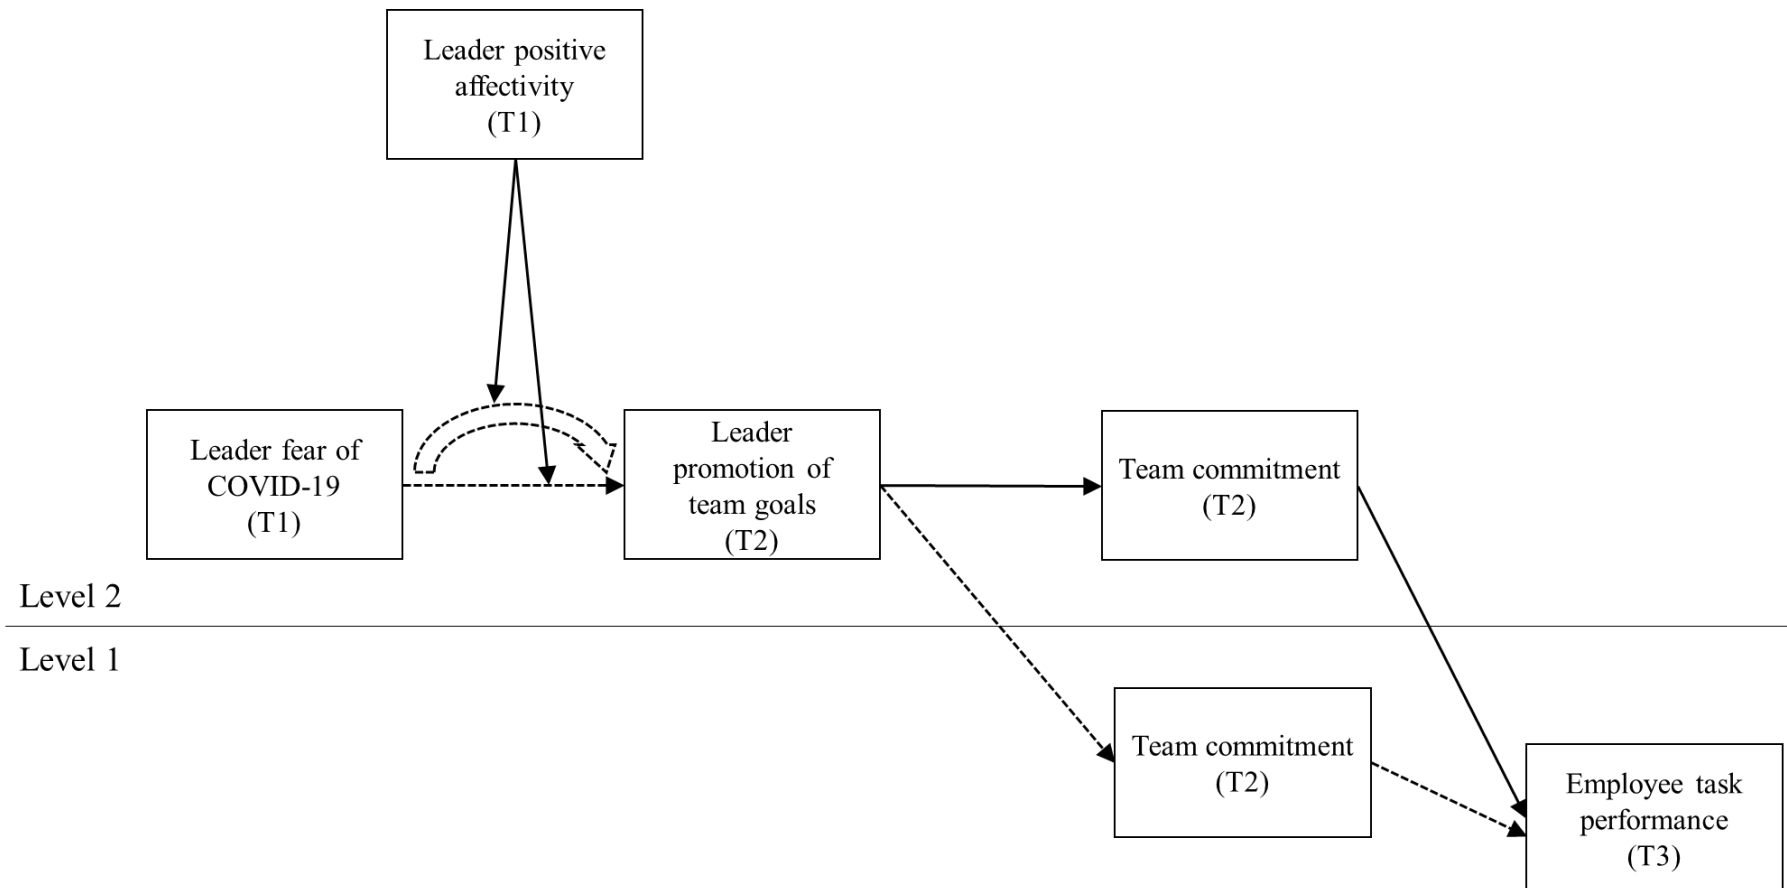 Leader positive
affectivity
(T1)
Leader fear of
COVID-19
(T1)
Leader
promotion of
team goals
(T2)
Team commitment
(T2)
Level 2
Level 1
Team commitment
(T2)
Employee task
performance
(T3)